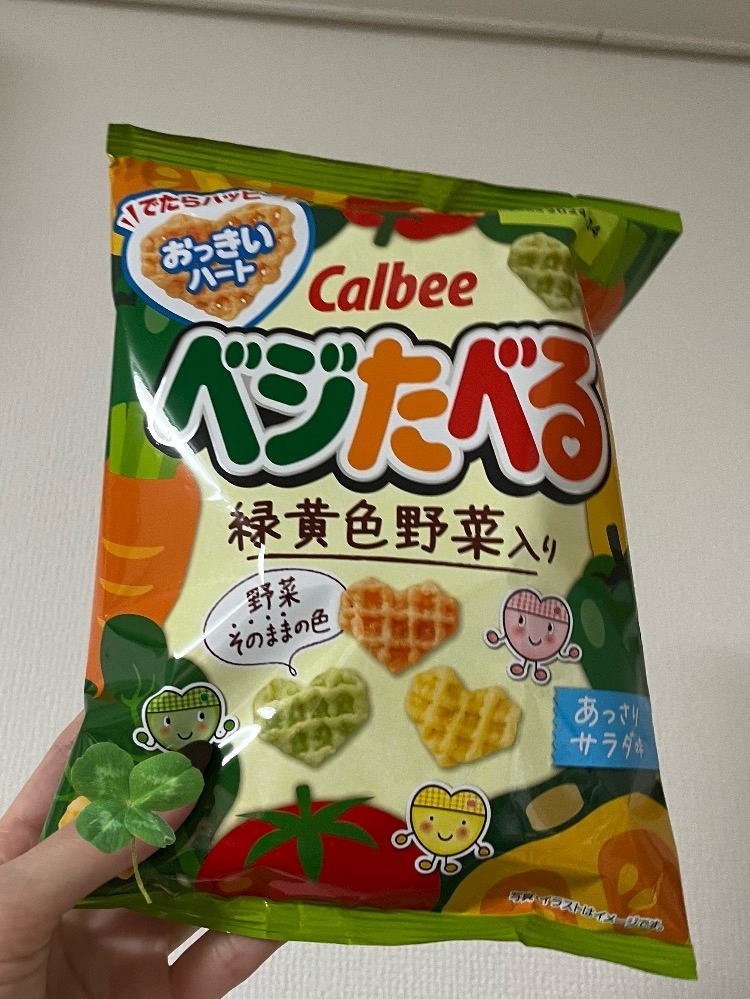 でたらハッピー
おっきい
ハート
Calbee
ベジたべる
緑黄色野菜入り
野菜
そのままの色
あっさり
サラダ味
写真・イラストはイメージです。